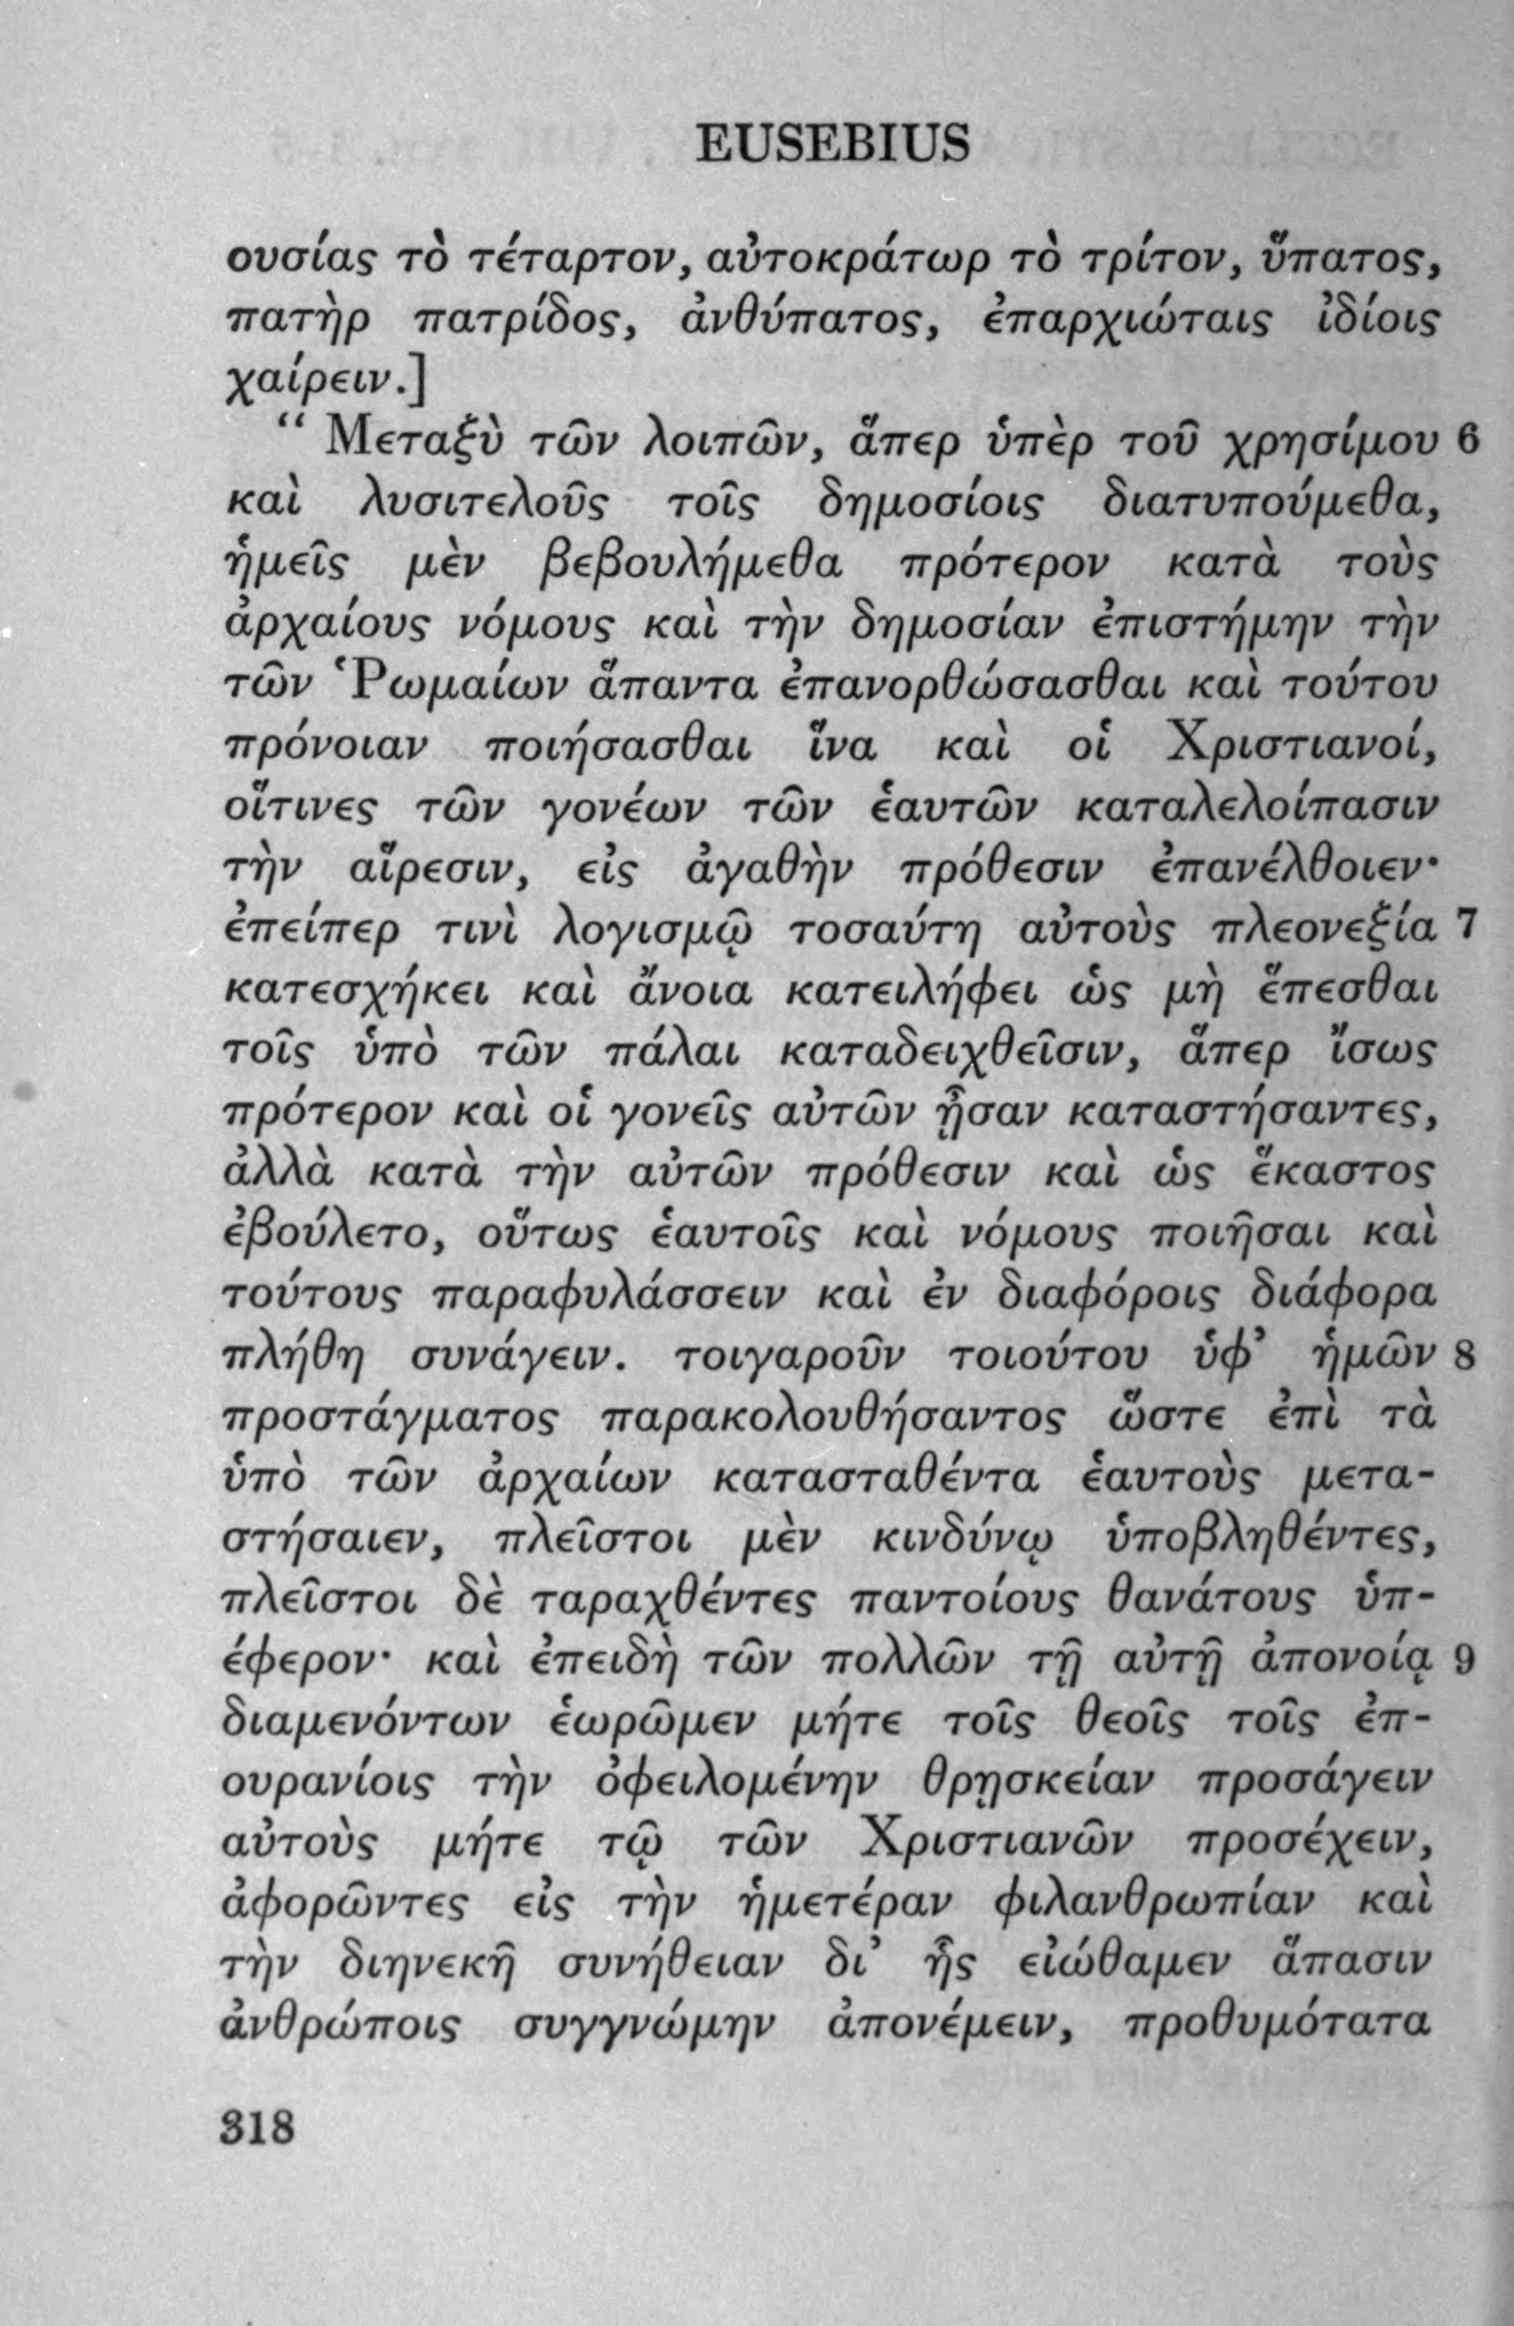 EUSEBIUS
ουσίας τὸ τέταρτον, αὐτοκράτωρ τὸ τρίτον, ὕπατος,
πατὴρ πατρίδος, ἀνθύπατος, ἐπαρχιώταις ἰδίοις
χαίρειν.]
“ Μεταξὺ τῶν λοιπῶν, ἅπερ ὑπὲρ τοῦ χρησίμου 6
καὶ λυσιτελοῦς τοῖς δημοσίοις διατυπούμεθα,
ἡμεῖς μὲν βεβουλήμεθα πρότερον κατὰ τοὺς
ἀρχαίους νόμους καὶ τὴν δημοσίαν ἐπιστήμην τὴν
τῶν Ῥωμαίων ἅπαντα ἐπανορθώσασθαι καὶ τούτου
πρόνοιαν ποιήσασθαι ἵνα καὶ οἱ Χριστιανοί,
οἵτινες τῶν γονέων τῶν ἑαυτῶν καταλελοίπασιν
τὴν αἵρεσιν, εἰς ἀγαθὴν πρόθεσιν ἐπανέλθοιεν·
ἐπείπερ τινὶ λογισμῷ τοσαύτη αὐτοὺς πλεονεξία 7
κατεσχήκει καὶ ἄνοια κατειλήφει ὡς μὴ ἕπεσθαι
τοῖς ὑπὸ τῶν πάλαι καταδειχθεῖσιν, ἅπερ ἴσως
πρότερον καὶ οἱ γονεῖς αὐτῶν ᾖσαν καταστήσαντες,
ἀλλὰ κατὰ τὴν αὐτῶν πρόθεσιν καὶ ὡς ἕκαστος
ἐβούλετο, οὕτως ἑαυτοῖς καὶ νόμους ποιῆσαι καὶ
τούτους παραφυλάσσειν καὶ ἐν διαφόροις διάφορα
πλήθη συνάγειν. τοιγαροῦν τοιούτου ὑφ’ ἡμῶν 8
προστάγματος παρακολουθήσαντος ὥστε ἐπὶ τὰ
ὑπὸ τῶν ἀρχαίων κατασταθέντα ἑαυτοὺς μετα-
στήσαιεν, πλεῖστοι μὲν κινδύνῳ ὑποβληθέντες,
πλεῖστοι δὲ ταραχθέντες παντοίους θανάτους ὑπ-
έφερον· καὶ ἐπειδὴ τῶν πολλῶν τῇ αὐτῇ ἀπονοίᾳ 9
διαμενόντων ἑωρῶμεν μήτε τοῖς θεοῖς τοῖς ἐπ-
ουρανίοις τὴν ὀφειλομένην θρῃσκείαν προσάγειν
αὐτοὺς μήτε τῷ τῶν Χριστιανῶν προσέχειν,
ἀφορῶντες εἰς τὴν ἡμετέραν φιλανθρωπίαν καὶ
τὴν διηνεκῆ συνήθειαν δι’ ἧς εἰώθαμεν ἅπασιν
ἀνθρώποις συγγνώμην ἀπονέμειν, προθυμότατα
318